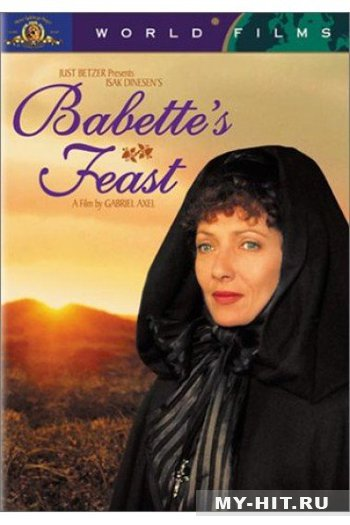 WORLD FILMS
JUST BETZER Presents
ISAK DINESEN'S
Babette's
Feast
A Film by GABRIEL AXEL
MY-HIT.RU